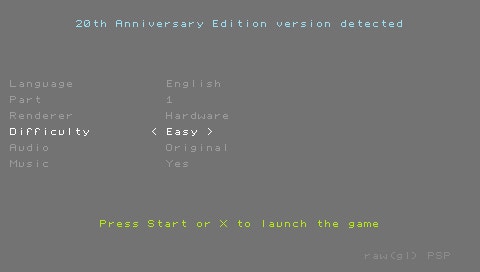 20th Anniversary Edition version detected
Language English
Part 1
Renderer Hardware
Difficulty < Easy >
Audio Original
Music Yes
Press Start or X to launch the game
raw(gl) PSP